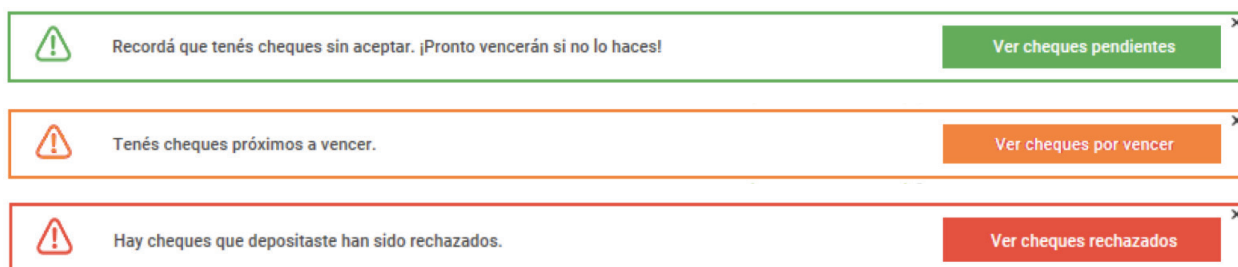 Recordá que tenés cheques sin aceptar. ¡Pronto vencerán si no lo haces!
Ver cheques pendientes
Tenés cheques próximos a vencer.
Ver cheques por vencer
Hay cheques que depositaste han sido rechazados.
Ver cheques rechazados